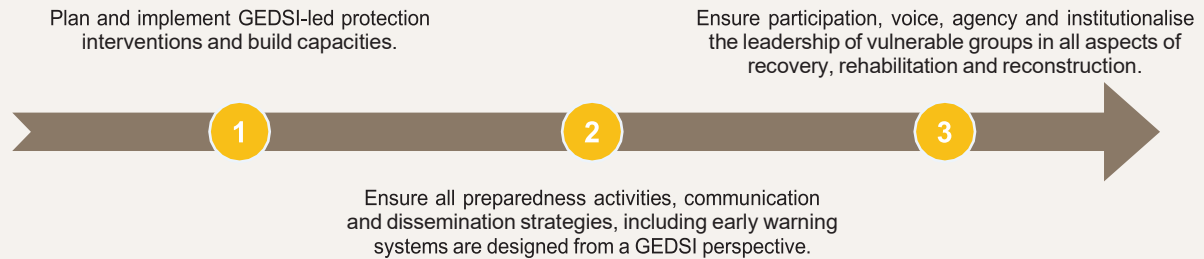 Plan and implement GEDSI-led protection
interventions and build capacities.
Ensure participation, voice, agency and institutionalise
the leadership of vulnerable groups in all aspects of
recovery, rehabilitation and reconstruction.
1
2
3
Ensure all preparedness activities, communication
and dissemination strategies, including early warning
systems are designed from a GEDSI perspective.